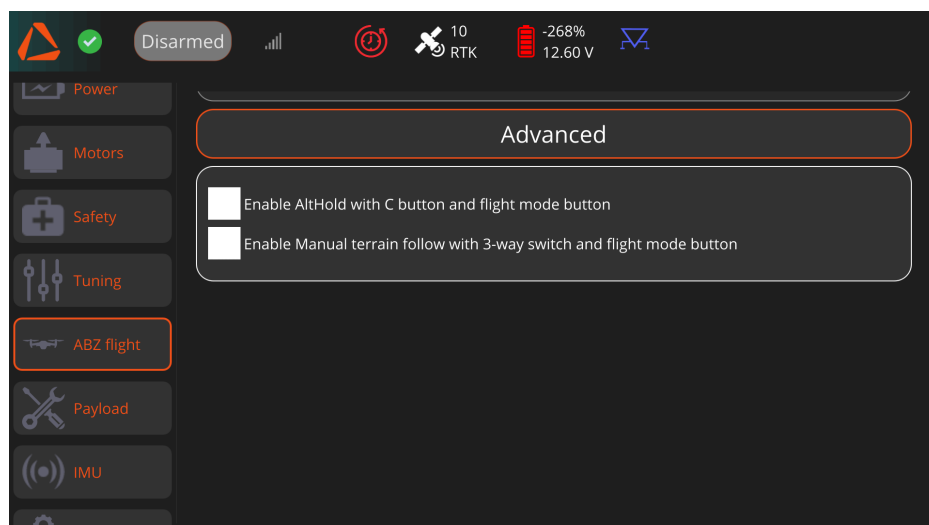 Disarmed
10
RTK
-268%
12.60 V
Power
Motors
Safety
Tuning
ABZ flight
Payload
IMU
Advanced
Enable AltHold with C button and flight mode button
Enable Manual terrain follow with 3-way switch and flight mode button